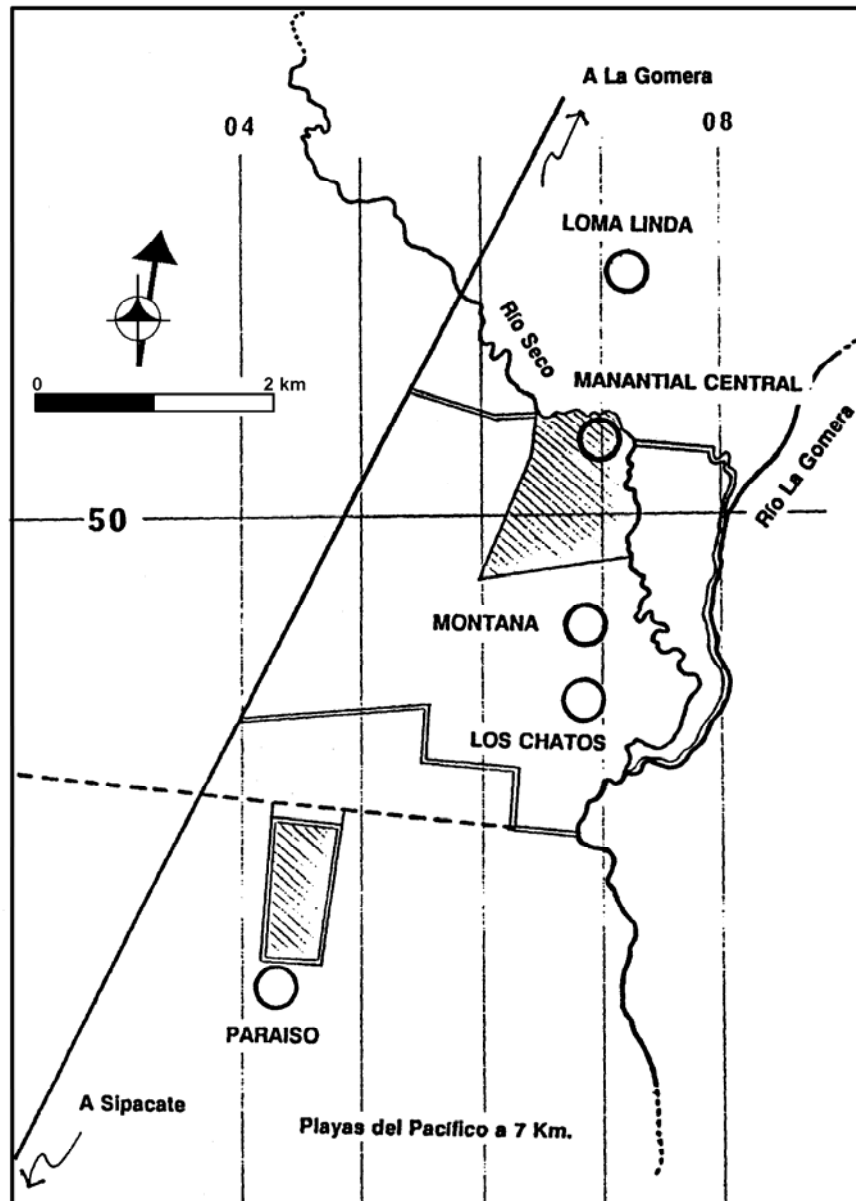 A La Gomera
04
08
LOMA LINDA
Río Seco
0 2 km
MANANTIAL CENTRAL
Río La Gomera
50
MONTANA
LOS CHATOS
PARAISO
A Sipacate
Playas del Pacífico a 7 Km.